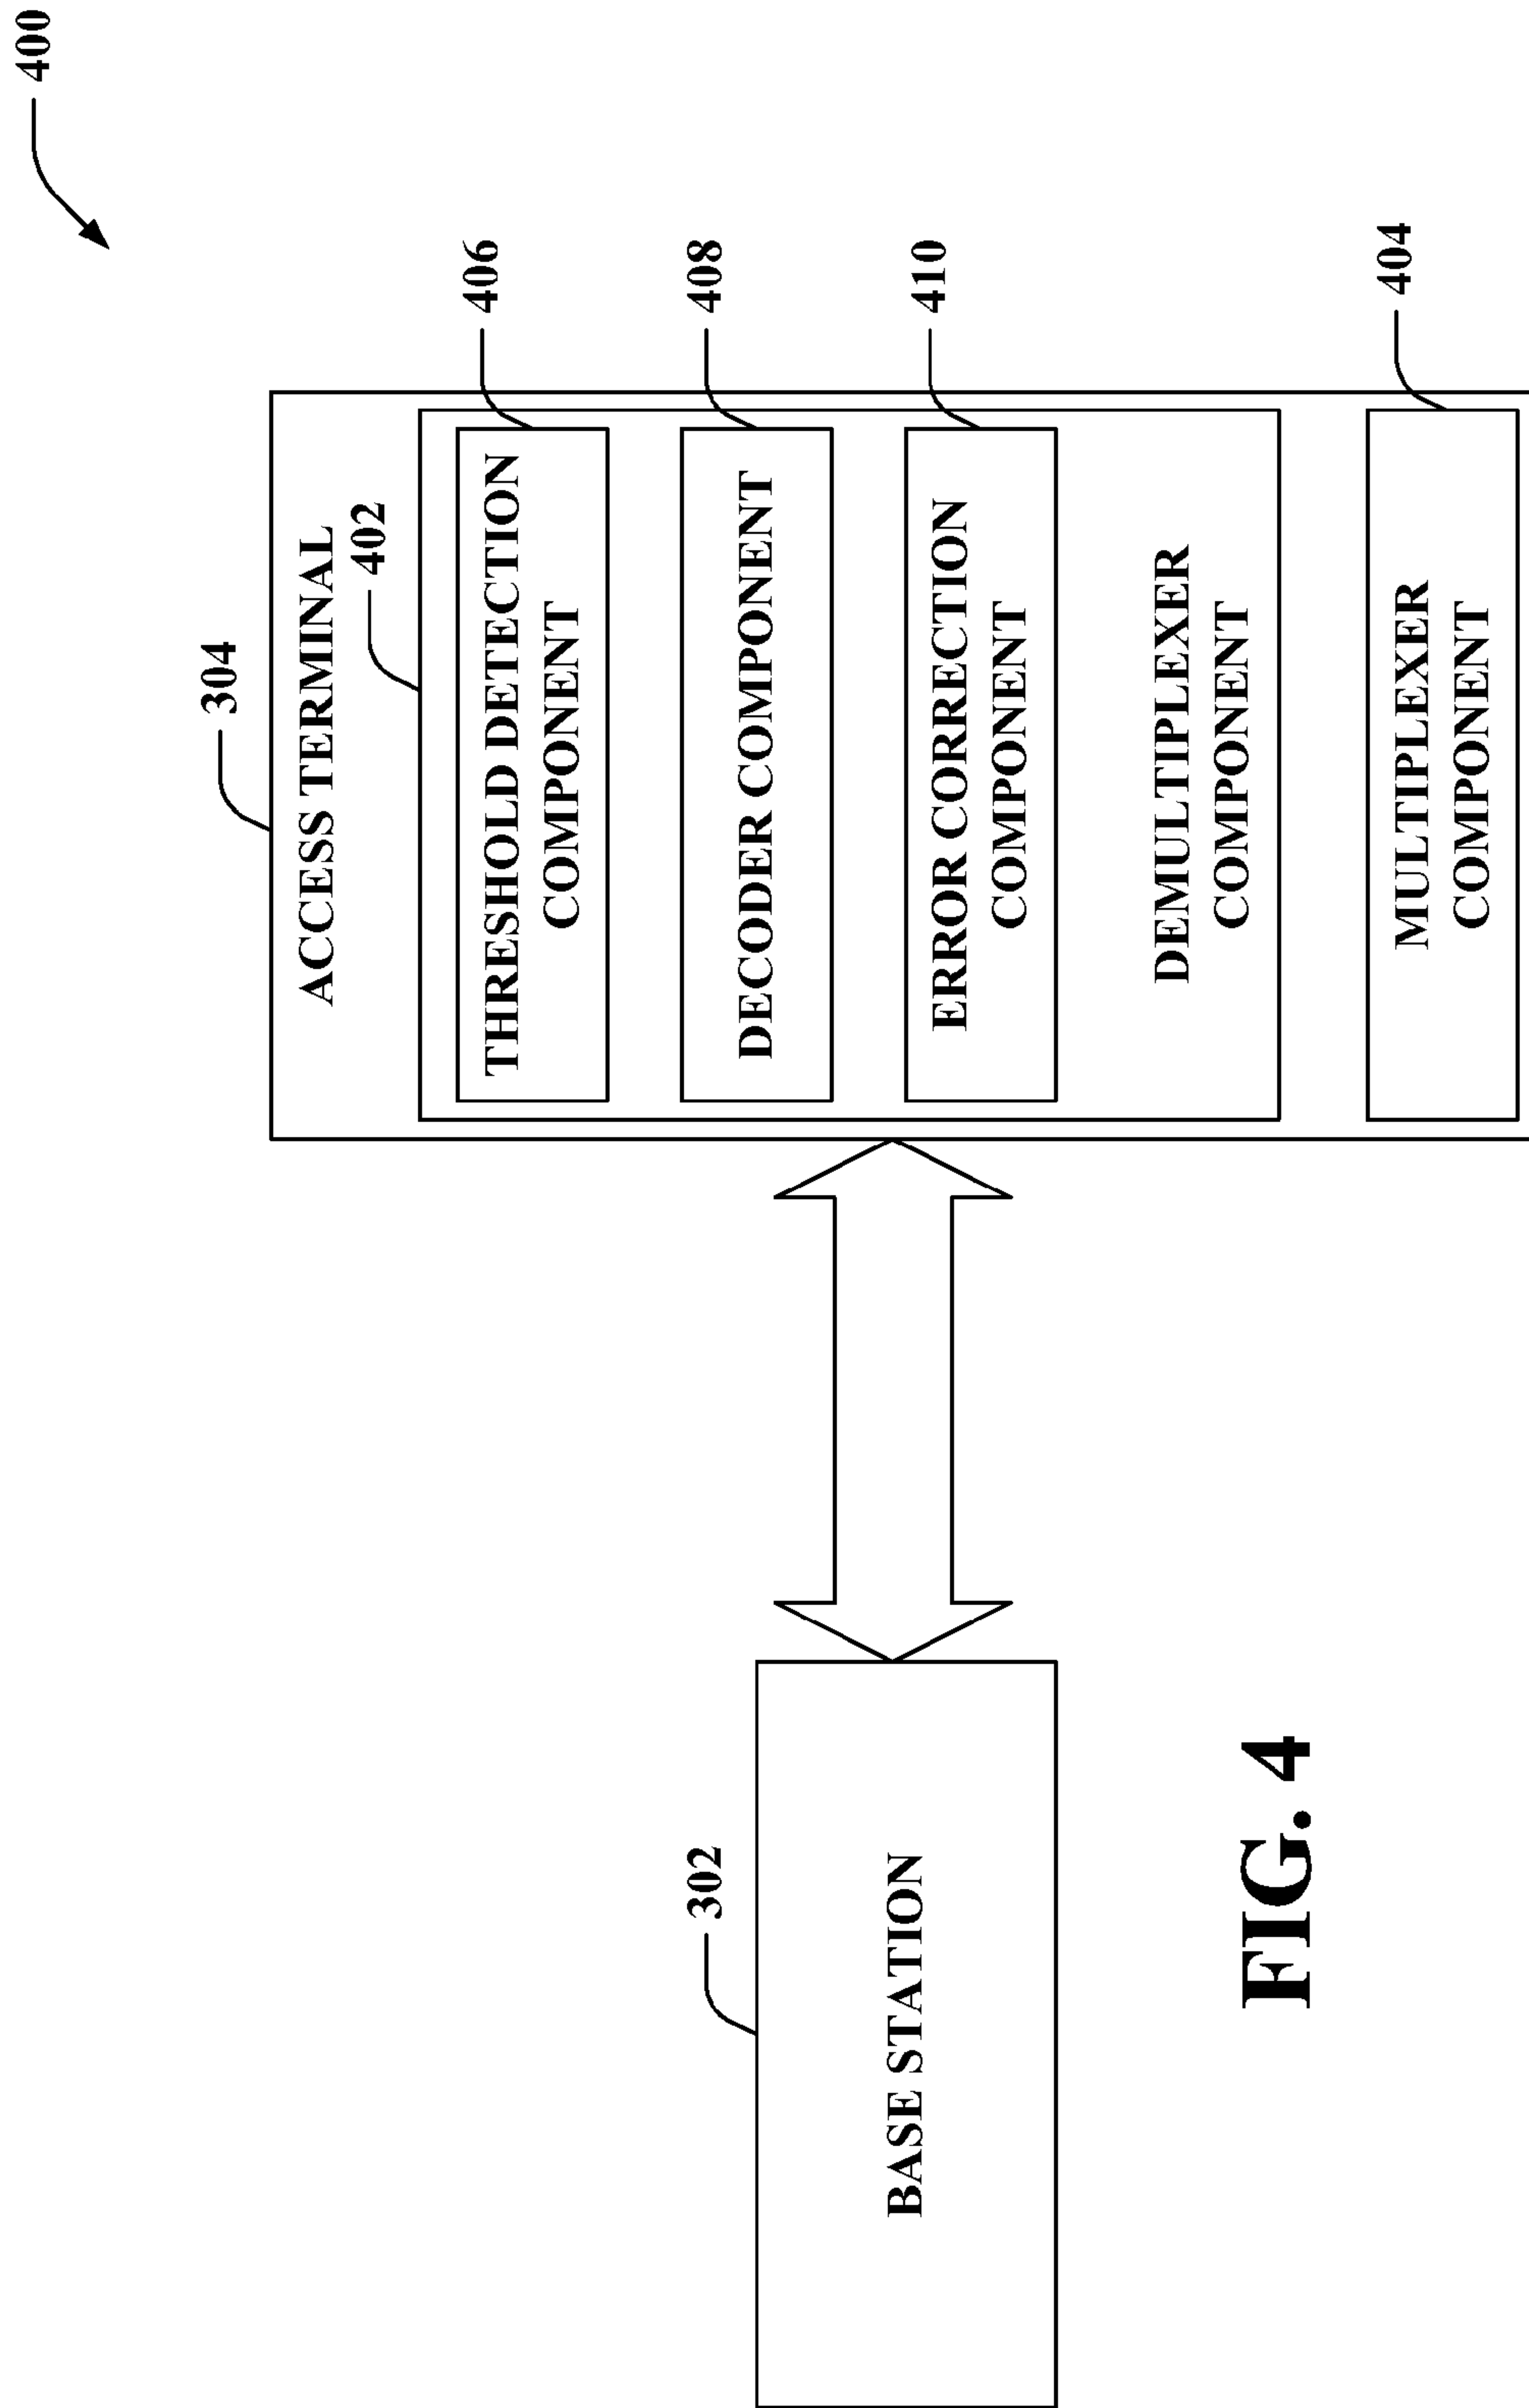 400
304
ACCESS TERMINAL
402
THRESHOLD DETECTION
COMPONENT
406
DECODER COMPONENT
408
ERROR CORRECTION
COMPONENT
410
DEMULTIPLEXER
COMPONENT
MULTIPLEXER
COMPONENT
404
302
BASE STATION
FIG. 4